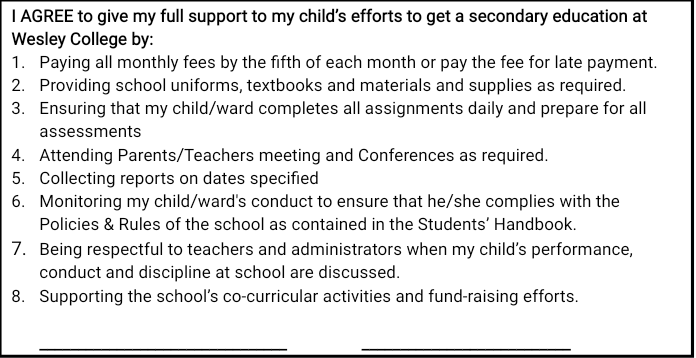 I AGREE to give my full support to my child's efforts to get a secondary education at
Wesley College by:
1. Paying all monthly fees by the fifth of each month or pay the fee for late payment.
2. Providing school uniforms, textbooks and materials and supplies as required.
3. Ensuring that my child/ward completes all assignments daily and prepare for all
assessments
4. Attending Parents/Teachers meeting and Conferences as required.
5. Collecting reports on dates specified
6. Monitoring my child/ward's conduct to ensure that he/she complies with the
Policies & Rules of the school as contained in the Students' Handbook.
7. Being respectful to teachers and administrators when my child's performance,
conduct and discipline at school are discussed.
8. Supporting the school's co-curricular activities and fund-raising efforts.